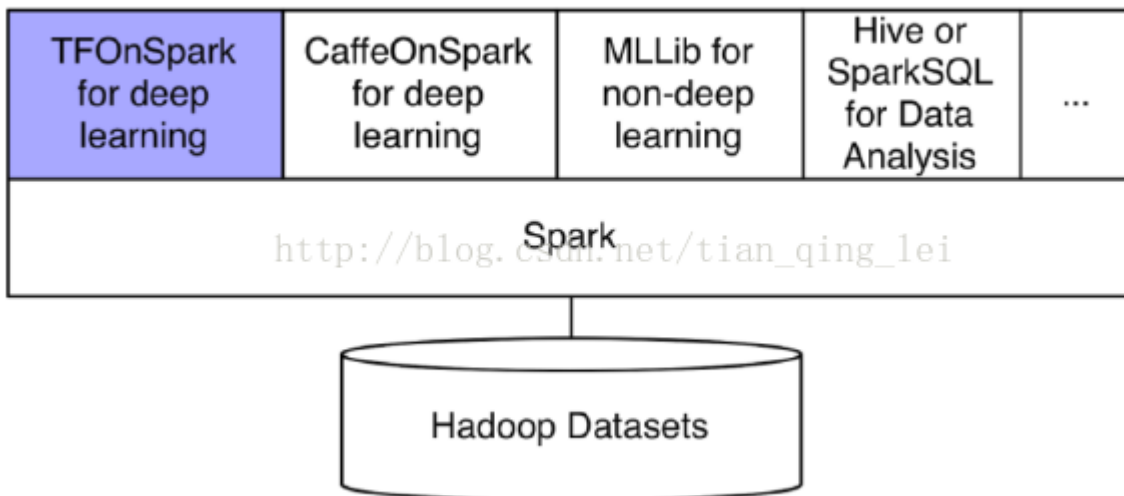 TFOnSpark
for deep
learning
CaffeOnSpark
for deep
learning
MLLib for
non-deep
learning
Hive or
SparkSQL
for Data
Analysis
...
Spark
http://blog.csdn.net/tian_qing_lei
Hadoop Datasets